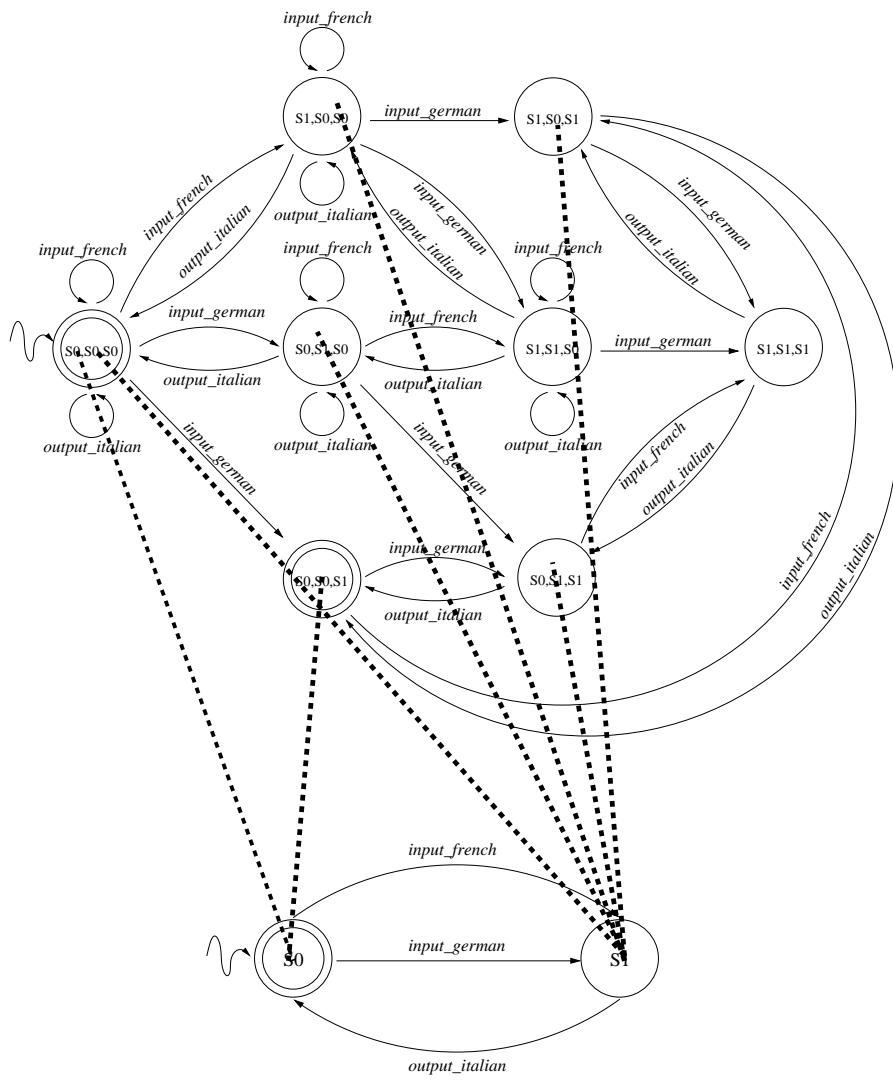 input_french
S1,S0,S0
input_german
S1,S0,S1
input_french
output_italian
output_italian
input_german
output_italian
input_german
output_italian
input_french
input_french
input_french
S0,S0,S0
input_german
output_italian
S0,S1,S0
input_french
output_italian
S1,S1,S0
input_german
S1,S1,S1
output_italian
input_german
output_italian
input_german
output_italian
input_french
output_italian
S0,S0,S1
input_german
output_italian
S0,S1,S1
input_french
output_italian
input_french
S0
input_german
S1
output_italian